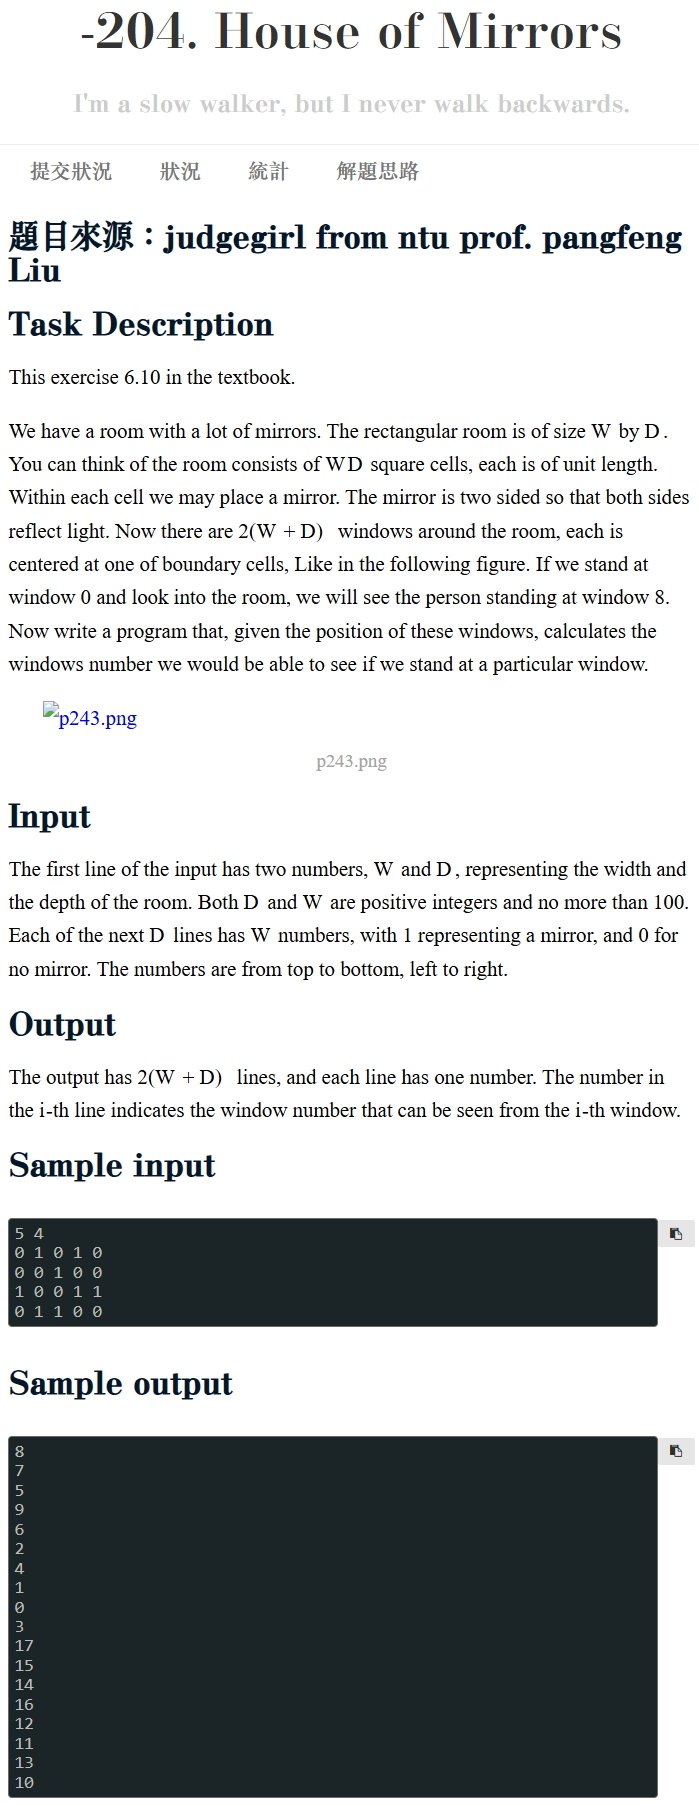 -204. House of Mirrors
I'm a slow walker, but I never walk backwards.
提交狀況 狀況 統計 解題思路
題目來源：judgegirl from ntu prof. pangfeng
Liu
Task Description
This exercise 6.10 in the textbook.
We have a room with a lot of mirrors. The rectangular room is of size W by D.
You can think of the room consists of WD square cells, each is of unit length.
Within each cell we may place a mirror. The mirror is two sided so that both sides
reflect light. Now there are 2(W + D) windows around the room, each is
centered at one of boundary cells, Like in the following figure. If we stand at
window 0 and look into the room, we will see the person standing at window 8.
Now write a program that, given the position of these windows, calculates the
windows number we would be able to see if we stand at a particular window.
p243.png
p243.png
Input
The first line of the input has two numbers, W and D, representing the width and
the depth of the room. Both D and W are positive integers and no more than 100.
Each of the next D lines has W numbers, with 1 representing a mirror, and 0 for
no mirror. The numbers are from top to bottom, left to right.
Output
The output has 2(W + D) lines, and each line has one number. The number in
the i-th line indicates the window number that can be seen from the i-th window.
Sample input
5 4
0 1 0 1 0
0 0 1 0 0
1 0 0 1 1
0 1 1 0 0
Sample output
8
7
5
9
6
2
4
1
0
3
17
15
14
16
12
11
13
10